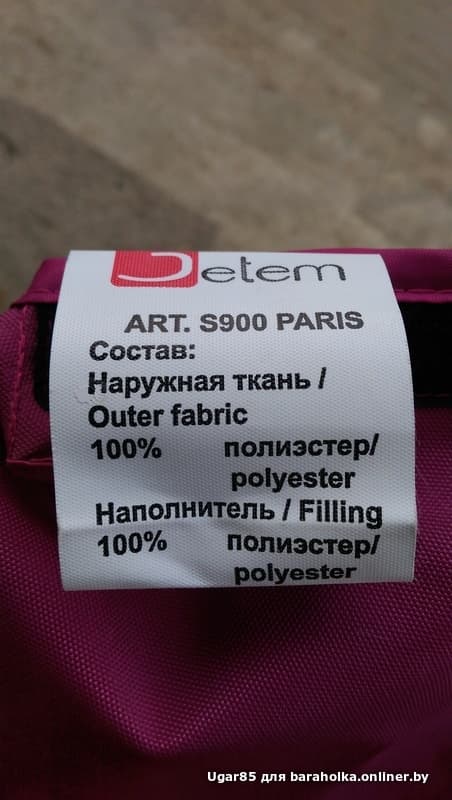 Jetem
ART. S900 PARIS
Состав:
Наружная ткань /
Outer fabric
100% полиэстер/
polyester
Наполнитель / Filling
100% полиэстер/
polyester
Ugar85 для baraholka.onliner.by